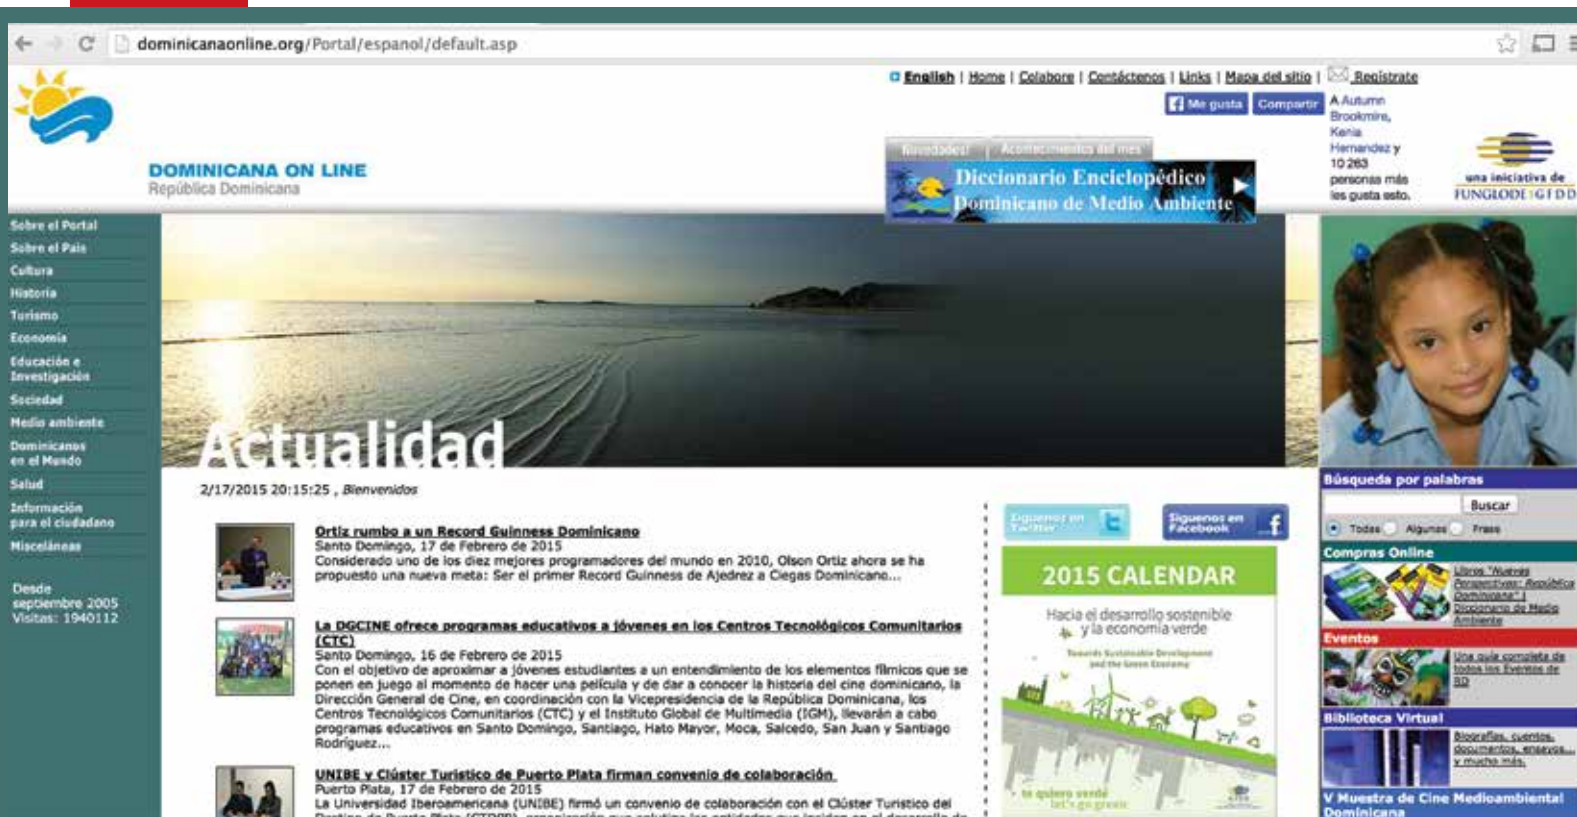 dominicanaonline.org/Portal/espanol/default.asp
English | Home | Colabore | Contáctenos | Links | Mapa del sitio | Regístrate
Me gusta Compartir
A Autumn
Brookmire,
Kenia
Hernandez y
10 263
personas más
les gusta esto.
una iniciativa de
FUNGLODE GFDD
DOMINICANA ON LINE
República Dominicana
Novedades! Acontecimientos del mes
Diccionario Enciclopédico
Dominicano de Medio Ambiente
Sobre el Portal
Sobre el País
Cultura
Historia
Turismo
Economía
Educación e
Investigación
Sociedad
Medio ambiente
Dominicanos
en el Mundo
Salud
Información
para el ciudadano
Misceláneas
Desde
septiembre 2005
Visitas: 1940112
Actualidad
2/17/2015 20:15:25 , Bienvenidos
Ortiz rumbo a un Record Guinness Dominicano
Santo Domingo, 17 de Febrero de 2015
Considerado uno de los diez mejores programadores del mundo en 2010, Olson Ortiz ahora se ha
propuesto una nueva meta: Ser el primer Record Guinness de Ajedrez a Ciegas Dominicano...
La DGCINE ofrece programas educativos a jóvenes en los Centros Tecnológicos Comunitarios
(CTC)
Santo Domingo, 16 de Febrero de 2015
Con el objetivo de aproximar a jóvenes estudiantes a un entendimiento de los elementos fílmicos que se
ponen en juego al momento de hacer una película y de dar a conocer la historia del cine dominicano, la
Dirección General de Cine, en coordinación con la Vicepresidencia de la República Dominicana, los
Centros Tecnológicos Comunitarios (CTC) y el Instituto Global de Multimedia (IGM), llevarán a cabo
programas educativos en Santo Domingo, Santiago, Hato Mayor, Moca, Salcedo, San Juan y Santiago
Rodríguez...
UNIBE y Clúster Turistico de Puerto Plata firman convenio de colaboración
Puerto Plata, 17 de Febrero de 2015
La Universidad Iberoamericana (UNIBE) firmó un convenio de colaboración con el Clúster Turistico del
Síguenos en
Twitter
Síguenos en
Facebook
2015 CALENDAR
Hacia el desarrollo sostenible
y la economía verde
Towards Sustainable Development
and the Green Economy
te quiero verde
let's go green
Búsqueda por palabras
Buscar
Todas Algunas Frase
Compras Online
Libros "Nuevas
Perspectivas: República
Dominicana" |
Diccionario de Medio
Ambiente
Eventos
Una guía completa de
todos los Eventos de
RD
Biblioteca Virtual
Biografías, cuentos,
documentos, ensayos...
y mucho más.
V Muestra de Cine Medioambiental
Dominicana